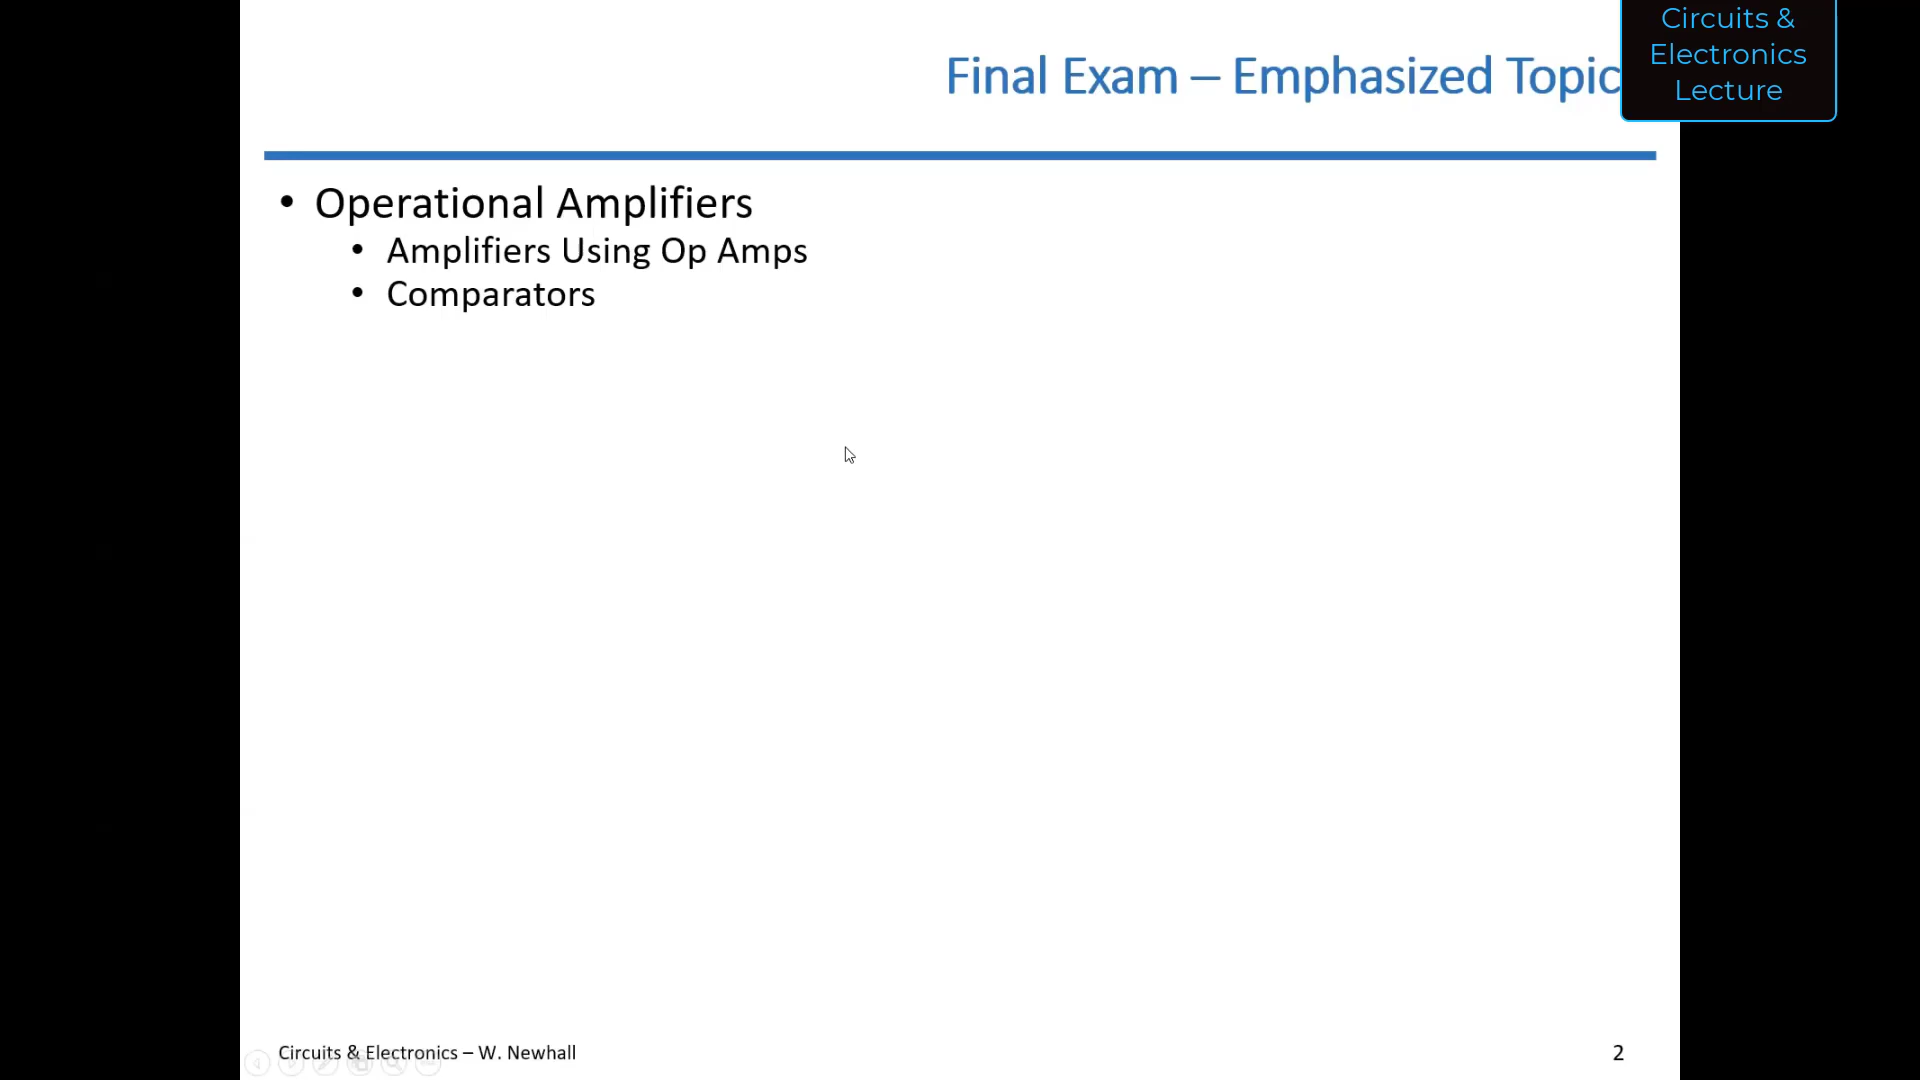 Final Exam – Emphasized Topic
Circuits &
Electronics
Lecture
• Operational Amplifiers
• Amplifiers Using Op Amps
• Comparators
Circuits & Electronics – W. Newhall
2